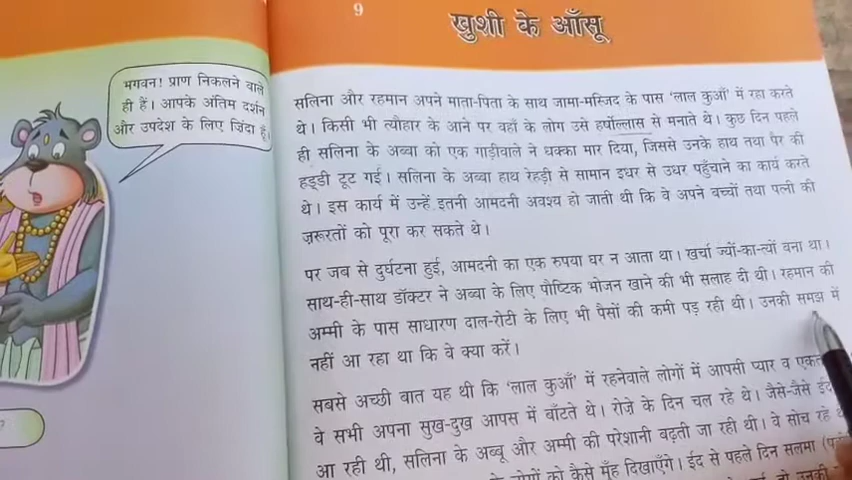 भगवन! प्राण निकलने वाले
ही हैं। आपके अंतिम दर्शन
और उपदेश के लिए ज़िंदा हूँ
9
खुशी के आँसू
सलिना और रहमान अपने माता-पिता के साथ जामा-मस्जिद के पास 'लाल कुआँ' में रहा करते
थे। किसी भी त्यौहार के आने पर वहाँ के लोग उसे हर्षोल्लास से मनाते थे। कुछ दिन पहले
ही सलिना के अब्बा को एक गाड़ीवाले ने धक्का मार दिया, जिससे उनके हाथ तथा पैर की
हड्डी टूट गई। सलिना के अब्बा हाथ रेहड़ी से सामान इधर से उधर पहुँचाने का कार्य करते
थे। इस कार्य में उन्हें इतनी आमदनी अवश्य हो जाती थी कि वे अपने बच्चों तथा पत्नी की
ज़रूरतों को पूरा कर सकते थे।
पर जब से दुर्घटना हुई, आमदनी का एक रुपया घर न आता था। खर्चा ज्यों-का-त्यों बना था।
साथ-ही-साथ डॉक्टर ने अब्बा के लिए पौष्टिक भोजन खाने की भी सलाह दी थी। रहमान की
अम्मी के पास साधारण दाल-रोटी के लिए भी पैसों की कमी पड़ रही थी। उनकी समझ में
नहीं आ रहा था कि वे क्या करें।
सबसे अच्छी बात यह थी कि 'लाल कुआँ' में रहनेवाले लोगों में आपसी प्यार व
वे सभी अपना सुख-दुख आपस में बाँटते थे। रोज़े के दिन चल रहे थे। जैसे-जैसे ईद
आ रही थी, सलिना के अब्बू और अम्मी की परेशानी बढ़ती जा रही थी। वे सोच रहे
लोगों को कैसे मुँह दिखाएँगे। ईद से पहले दिन सलमा